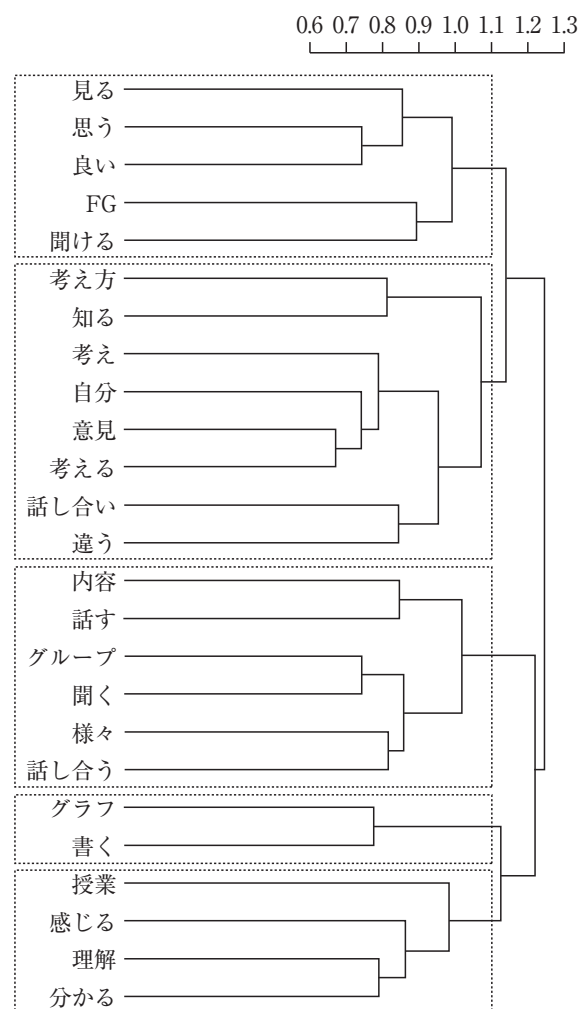 0.6 0.7 0.8 0.9 1.0 1.1 1.2 1.3
見る
思う
良い
FG
聞ける
考え方
知る
考え
自分
意見
考える
話し合い
違う
内容
話す
グループ
聞く
様々
話し合う
グラフ
書く
授業
感じる
理解
分かる